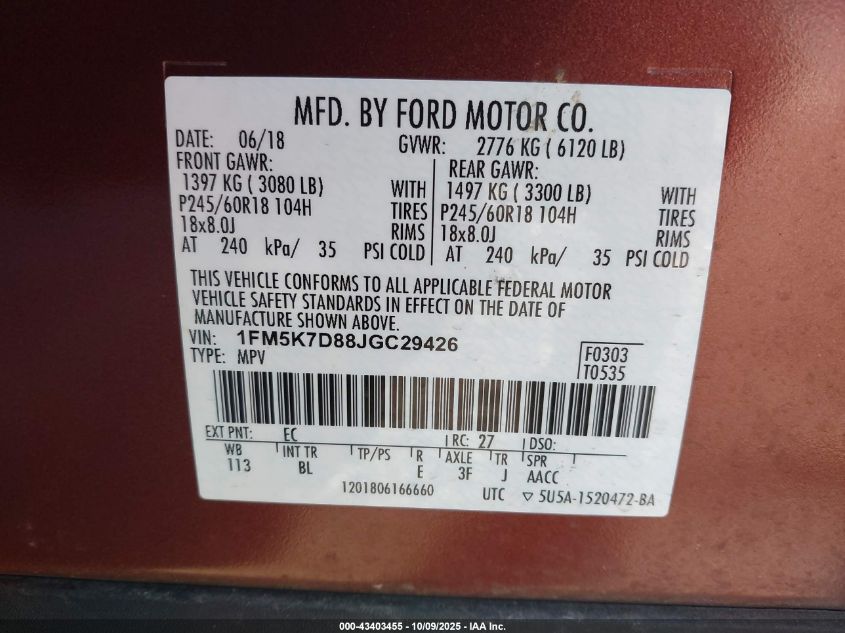 MFD. BY FORD MOTOR CO.
DATE: 06/18 GVWR: 2776 KG ( 6120 LB)
FRONT GAWR: REAR GAWR:
1397 KG ( 3080 LB) WITH 1497 KG ( 3300 LB) WITH
P245/60R18 104H TIRES P245/60R18 104H TIRES
18x8.0J RIMS 18x8.0J RIMS
AT 240 kPa/ 35 PSI COLD AT 240 kPa/ 35 PSI COLD
THIS VEHICLE CONFORMS TO ALL APPLICABLE FEDERAL MOTOR
VEHICLE SAFETY STANDARDS IN EFFECT ON THE DATE OF
MANUFACTURE SHOWN ABOVE.
VIN: 1FM5K7D88JGC29426
TYPE: MPV F0303
T0535
EXT PNT: EC RC: 27 DSO:
WB INT TR TP/PS R AXLE TR SPR
113 BL E 3F J AACC
1201806166660 UTC ▽ 5U5A-1520472-BA
000-43403455 - 10/09/2025 - IAA Inc.